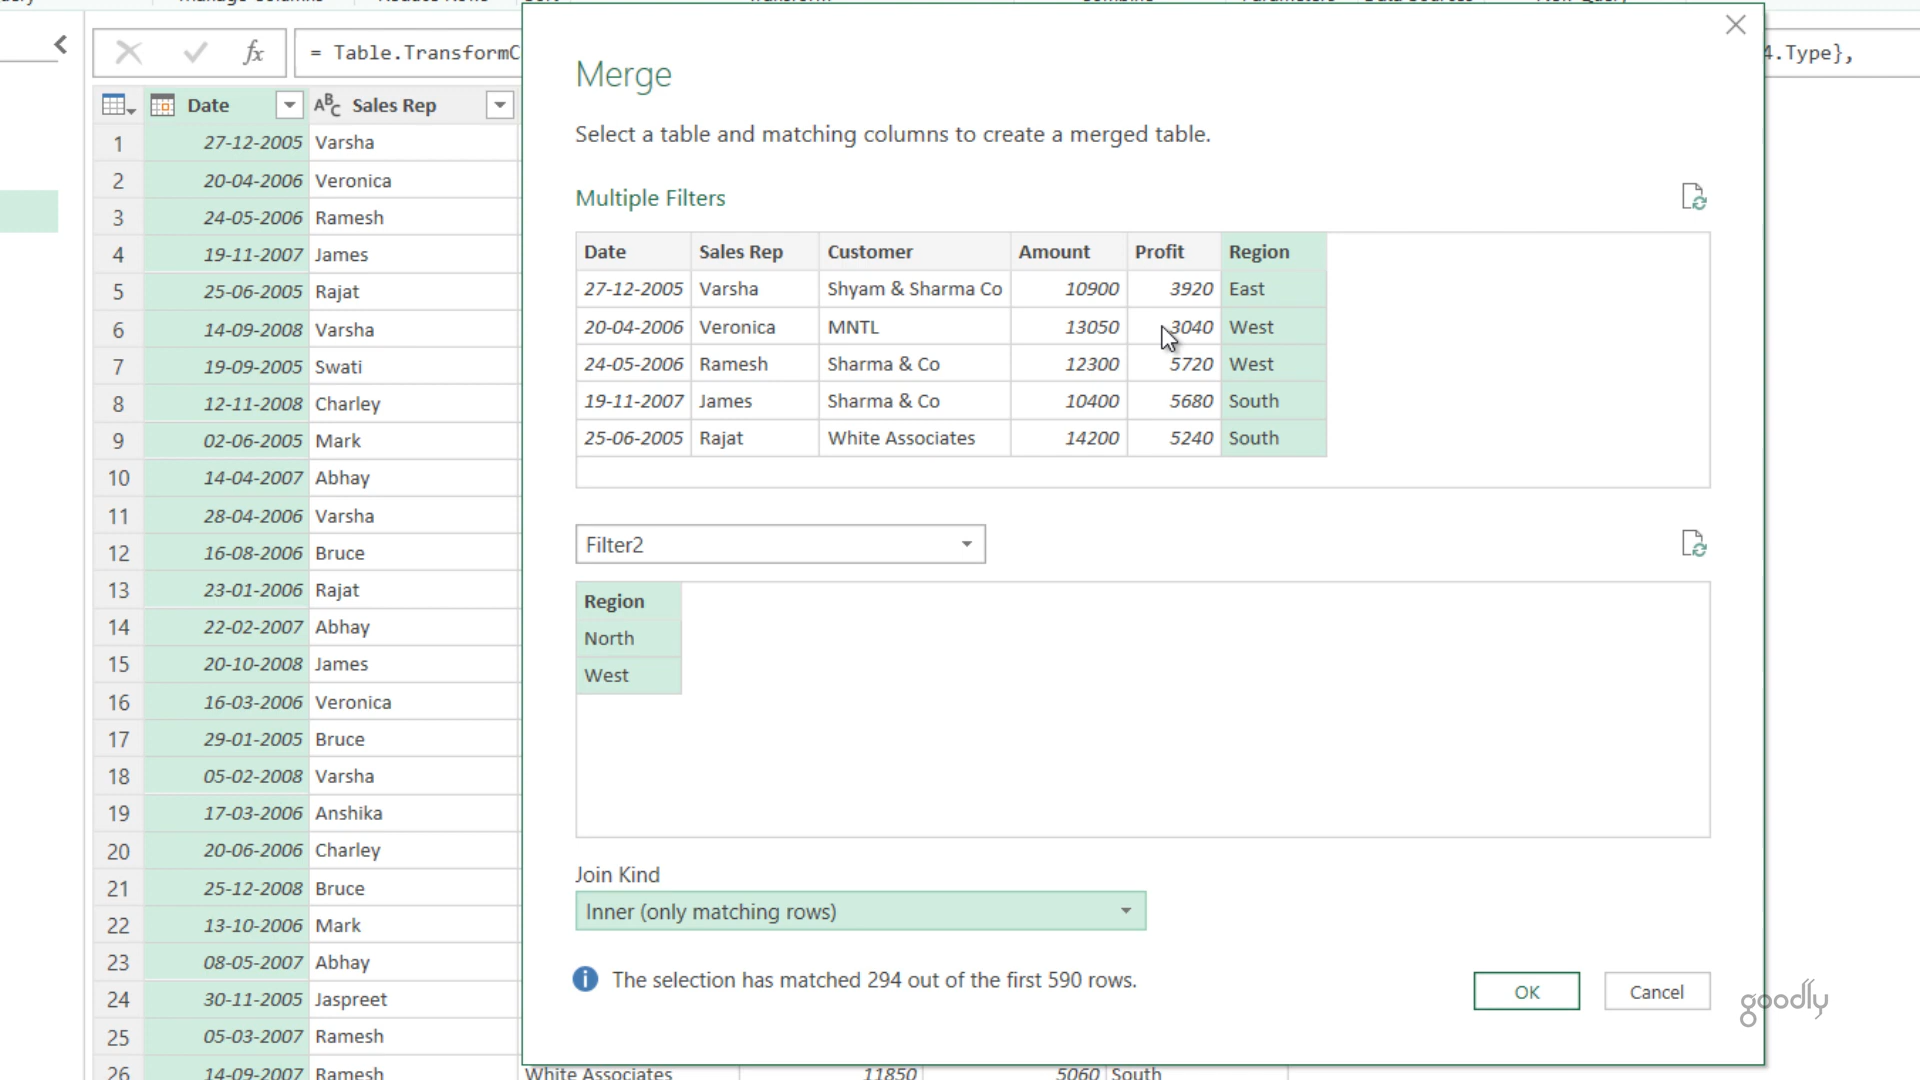 = Table.TransformC
4.Type},
Date Sales Rep
1 27-12-2005 Varsha
2 20-04-2006 Veronica
3 24-05-2006 Ramesh
4 19-11-2007 James
5 25-06-2005 Rajat
6 14-09-2008 Varsha
7 19-09-2005 Swati
8 12-11-2008 Charley
9 02-06-2005 Mark
10 14-04-2007 Abhay
11 28-04-2006 Varsha
12 16-08-2006 Bruce
13 23-01-2006 Rajat
14 22-02-2007 Abhay
15 20-10-2008 James
16 16-03-2006 Veronica
17 29-01-2005 Bruce
18 05-02-2008 Varsha
19 17-03-2006 Anshika
20 20-06-2006 Charley
21 25-12-2008 Bruce
22 13-10-2006 Mark
23 08-05-2007 Abhay
24 30-11-2005 Jaspreet
25 05-03-2007 Ramesh
26 14-09-2007 Ramesh White Associates 11850 5060 South
Merge
Select a table and matching columns to create a merged table.
Multiple Filters
Date Sales Rep Customer Amount Profit Region
27-12-2005 Varsha Shyam & Sharma Co 10900 3920 East
20-04-2006 Veronica MNTL 13050 3040 West
24-05-2006 Ramesh Sharma & Co 12300 5720 West
19-11-2007 James Sharma & Co 10400 5680 South
25-06-2005 Rajat White Associates 14200 5240 South
Filter2
Region
North
West
Join Kind
Inner (only matching rows)
The selection has matched 294 out of the first 590 rows.
OK Cancel
goodly